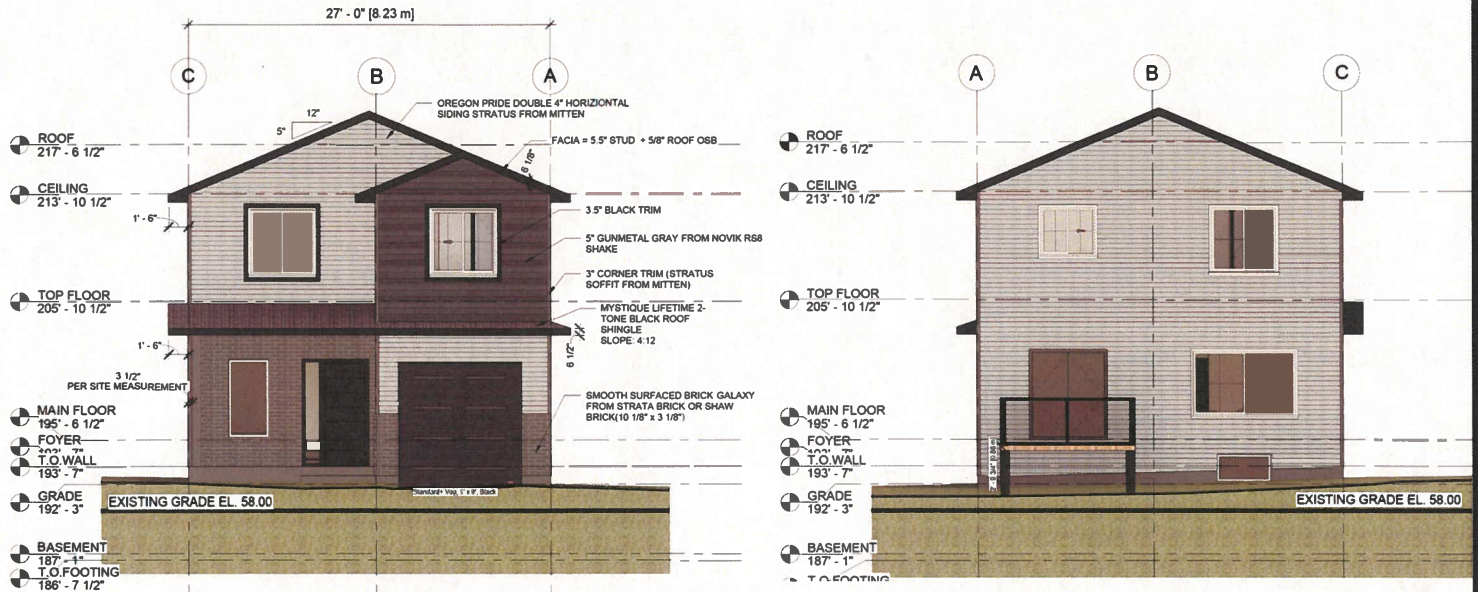 27' - 0" [8.23 m]
C
B
A
12"
5"
OREGON PRIDE DOUBLE 4" HORIZIONTAL
SIDING STRATUS FROM MITTEN
FACIA = 5.5" STUD + 5/8" ROOF OSB
6 1/8"
ROOF
217' - 6 1/2"
CEILING
213' - 10 1/2"
1' - 6"
3.5" BLACK TRIM
5" GUNMETAL GRAY FROM NOVIK RS8
SHAKE
3" CORNER TRIM (STRATUS
SOFFIT FROM MITTEN)
TOP FLOOR
205' - 10 1/2"
MYSTIQUE LIFETIME 2-
TONE BLACK ROOF
SHINGLE
SLOPE: 4:12
6 1/2"
1' - 6"
3 1/2"
PER SITE MEASUREMENT
SMOOTH SURFACED BRICK GALAXY
FROM STRATA BRICK OR SHAW
BRICK(10 1/8" x 3 1/8")
MAIN FLOOR
195' - 6 1/2"
FOYER
T.O.WALL
193' - 7"
GRADE
192' - 3"
EXISTING GRADE EL. 58.00
Black
BASEMENT
187' - 1"
T.O.FOOTING
186' - 7 1/2"
A
B
C
ROOF
217' - 6 1/2"
CEILING
213' - 10 1/2"
TOP FLOOR
205' - 10 1/2"
MAIN FLOOR
195' - 6 1/2"
FOYER
T.O.WALL
193' - 7"
GRADE
192' - 3"
EXISTING GRADE EL. 58.00
BASEMENT
187' - 1"
T.O.FOOTING